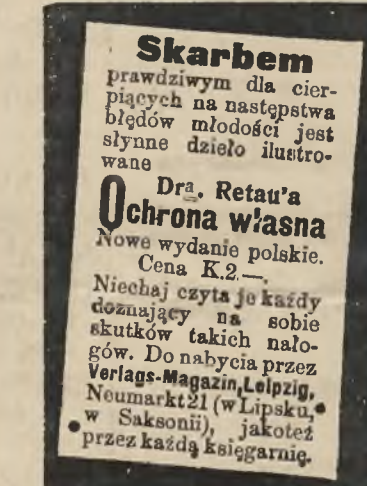 Skarbem
prawdziwym dla cier-
piących na następstwa
błędów młodości jest
słynne dzieło ilustro-
wane
Dra. Retau'a
Ochrona własna
Nowe wydanie polskie.
Cena K.2.—.
Niechaj czyta je każdy
doznający na sobie
skutków takich nało-
gów. Do nabycia przez
Verlags-Magazin, Leipzig,
Neumarkt 21 (w Lipsku,
w Saksonii), jakoteż
przez każdą księgarnię.